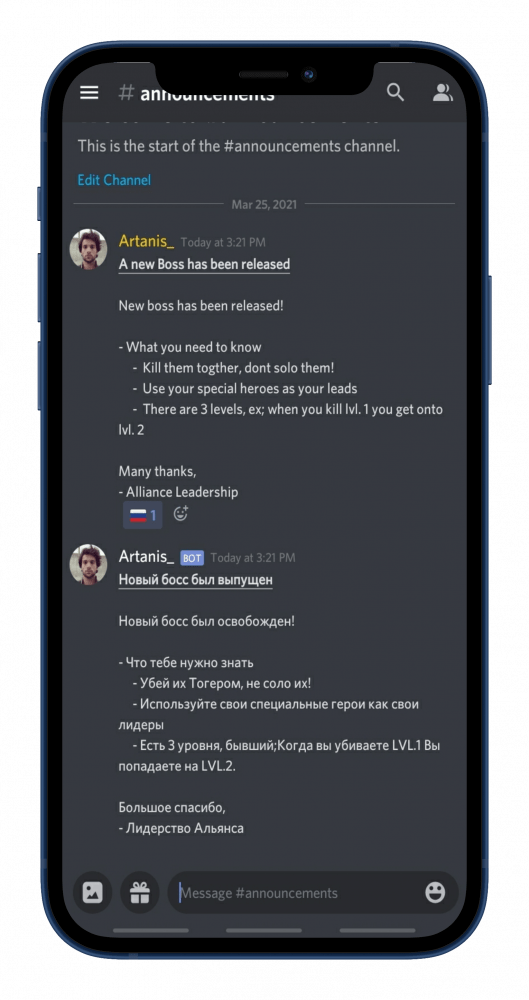 # announcements
This is the start of the #announcements channel.
Edit Channel
Mar 25, 2021
Artanis_ Today at 3:21 PM
A new Boss has been released
New boss has been released!
- What you need to know
- Kill them togther, dont solo them!
- Use your special heroes as your leads
- There are 3 levels, ex; when you kill lvl. 1 you get onto
lvl. 2
Many thanks,
- Alliance Leadership
1
Artanis_ BOT Today at 3:21 PM
Новый босс был выпущен
Новый босс был освобожден!
- Что тебе нужно знать
- Убей их Тогером, не соло их!
- Используйте свои специальные герои как свои
лидеры
- Есть 3 уровня, бывший;Когда вы убиваете LVL.1 Вы
попадаете на LVL.2.
Большое спасибо,
- Лидерство Альянса
Message #announcements